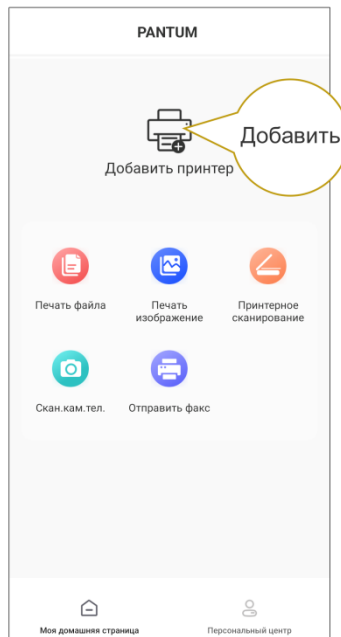 PANTUM
Добавить
Добавить принтер
Печать файла
Печать
изображение
Принтерное
сканирование
Скан.кам.тел.
Отправить факс
Моя домашняя страница
Персональный центр